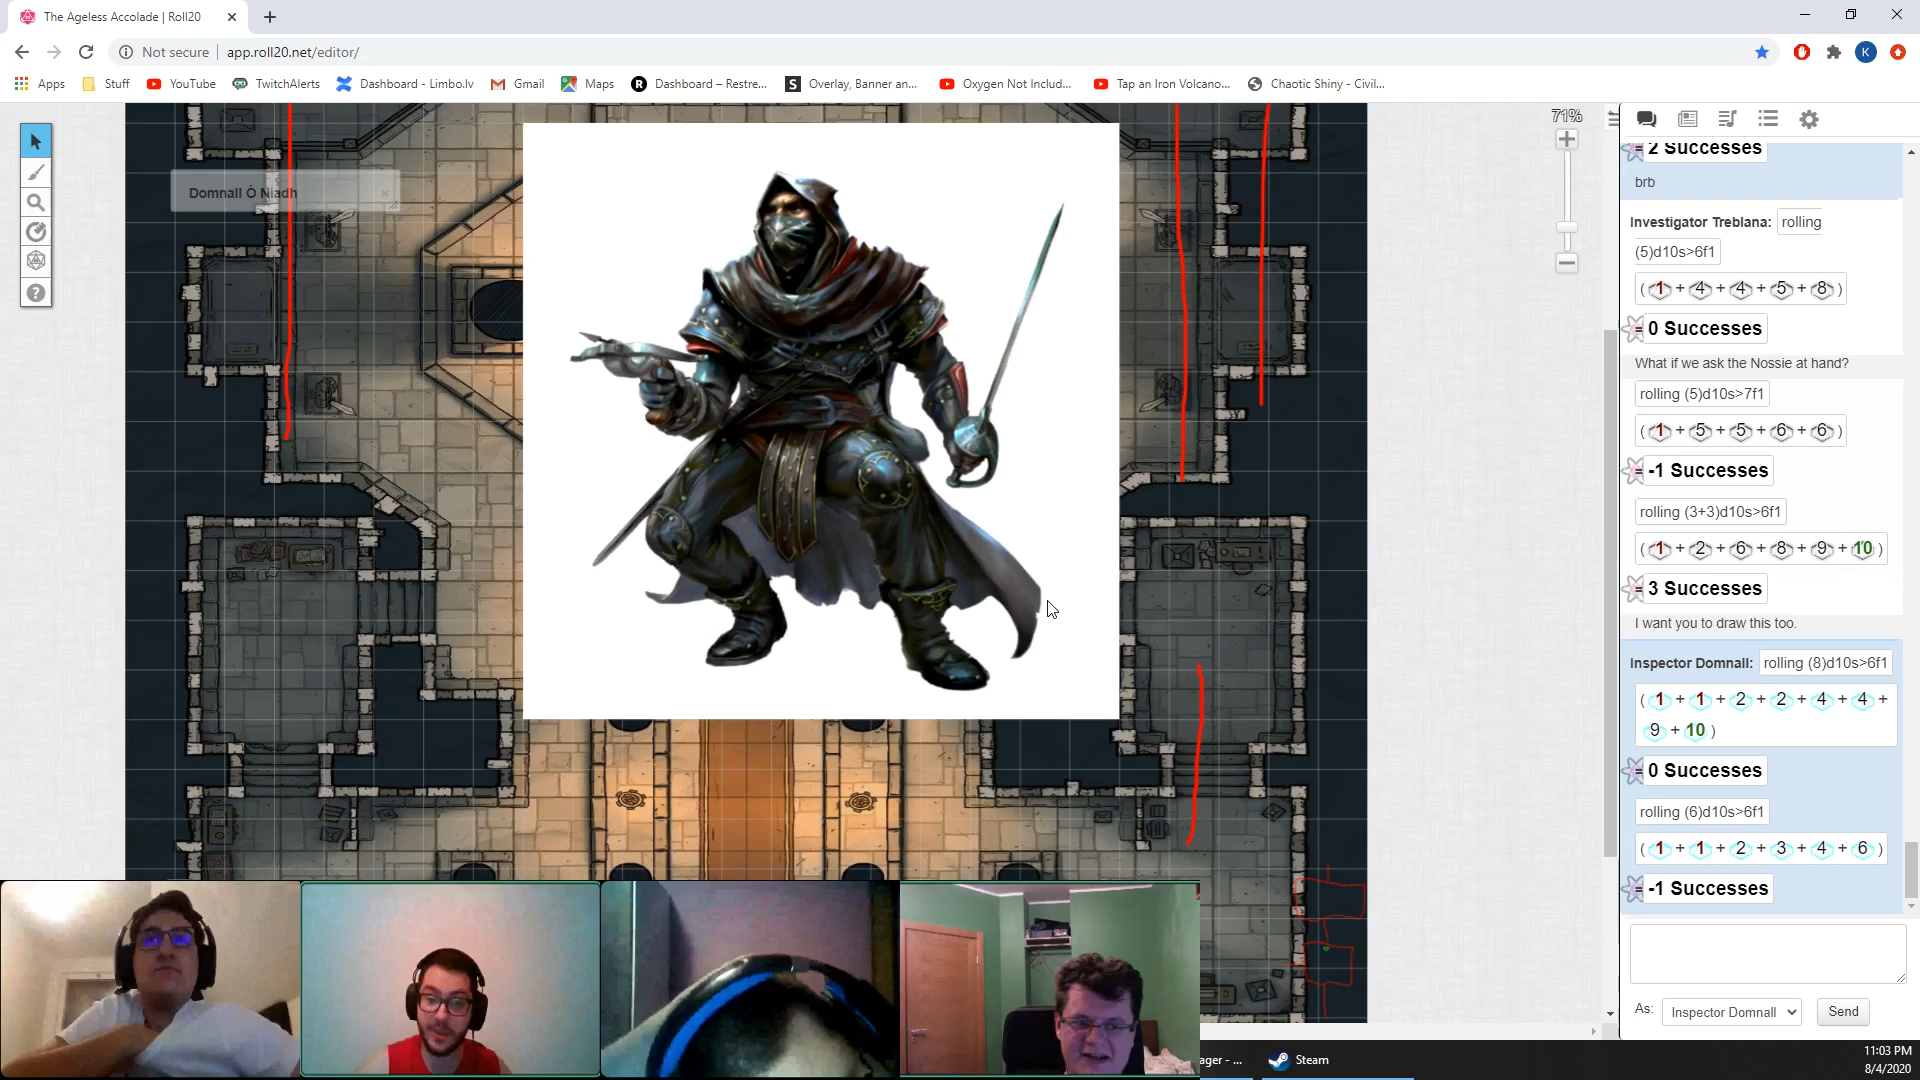 The Ageless Accolade | Roll20
Not secure
app.roll20.net/editor/
K
Apps
Stuff
YouTube
TwitchAlerts
Dashboard - Limbo.lv
Gmail
Maps
Dashboard – Restre...
Overlay, Banner an...
Oxygen Not Includ...
Tap an Iron Volcano...
Chaotic Shiny - Civil...
71%
Domnall Ó Niadh
= 2 Successes
brb
Investigator Treblana: rolling
(5)d10s>6f1
(1 + 4 + 4 + 5 + 8)
= 0 Successes
What if we ask the Nossie at hand?
rolling (5)d10s>7f1
(1 + 5 + 5 + 6 + 6)
= -1 Successes
rolling (3+3)d10s>6f1
(1 + 2 + 6 + 8 + 9 + 10)
= 3 Successes
I want you to draw this too.
Inspector Domnall: rolling (8)d10s>6f1
(1 + 1 + 2 + 2 + 4 + 4 +
9 + 10)
= 0 Successes
rolling (6)d10s>6f1
(1 + 1 + 2 + 3 + 4 + 6)
= -1 Successes
As: Inspector Domnall
Send
ager - ...
Steam
11:03 PM
8/4/2020